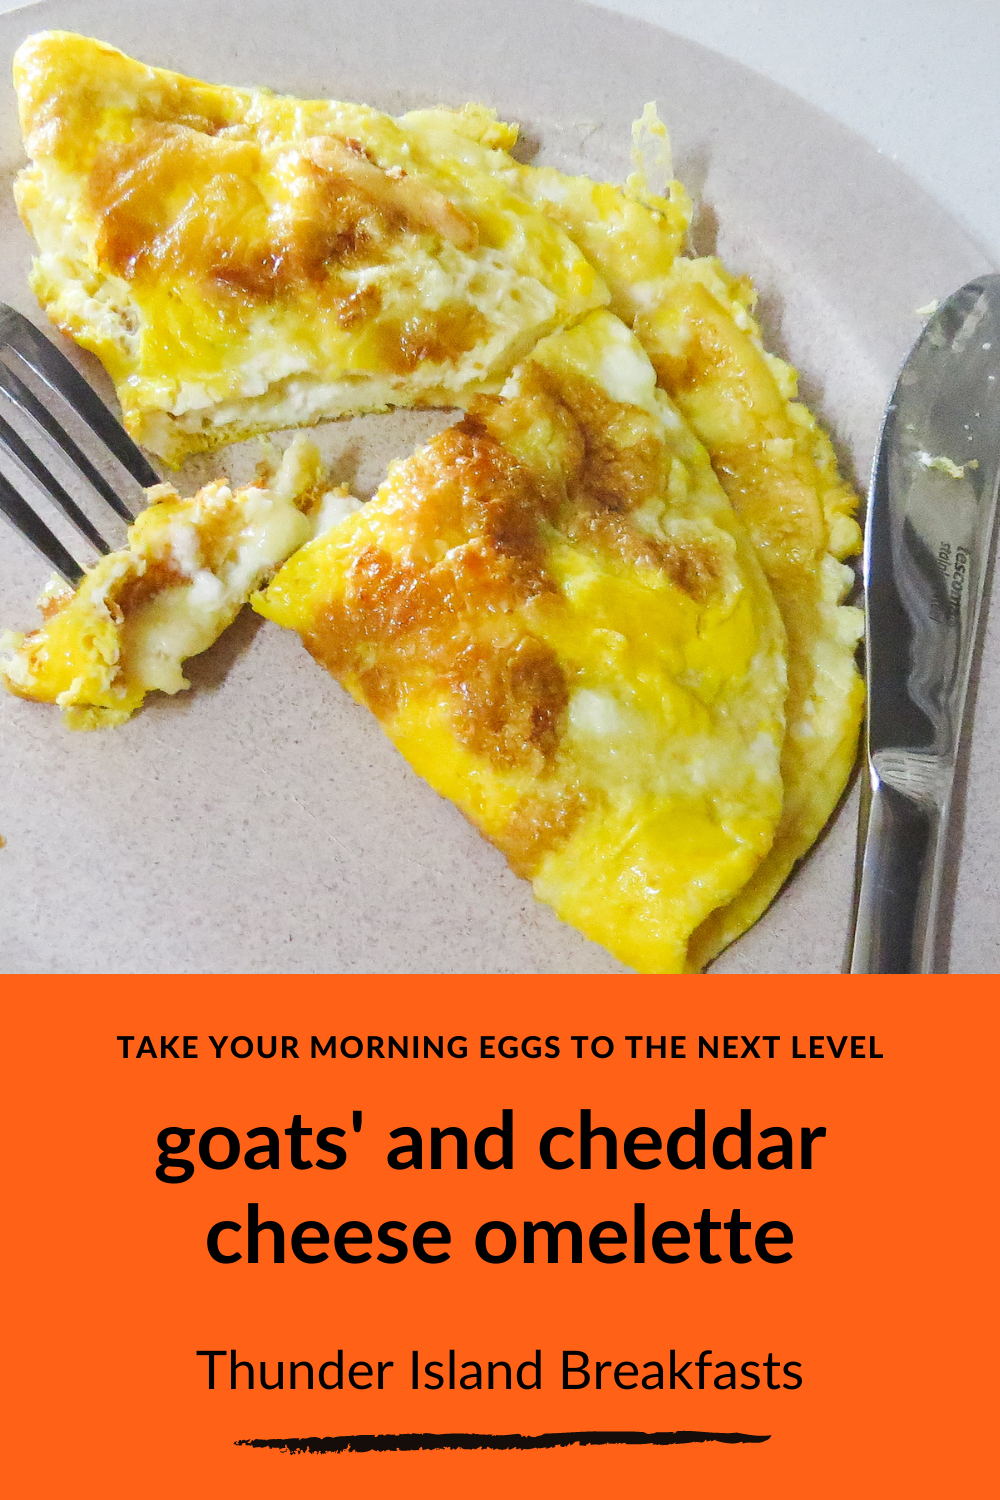 TAKE YOUR MORNING EGGS TO THE NEXT LEVEL
goats' and cheddar
cheese omelette
Thunder Island Breakfasts